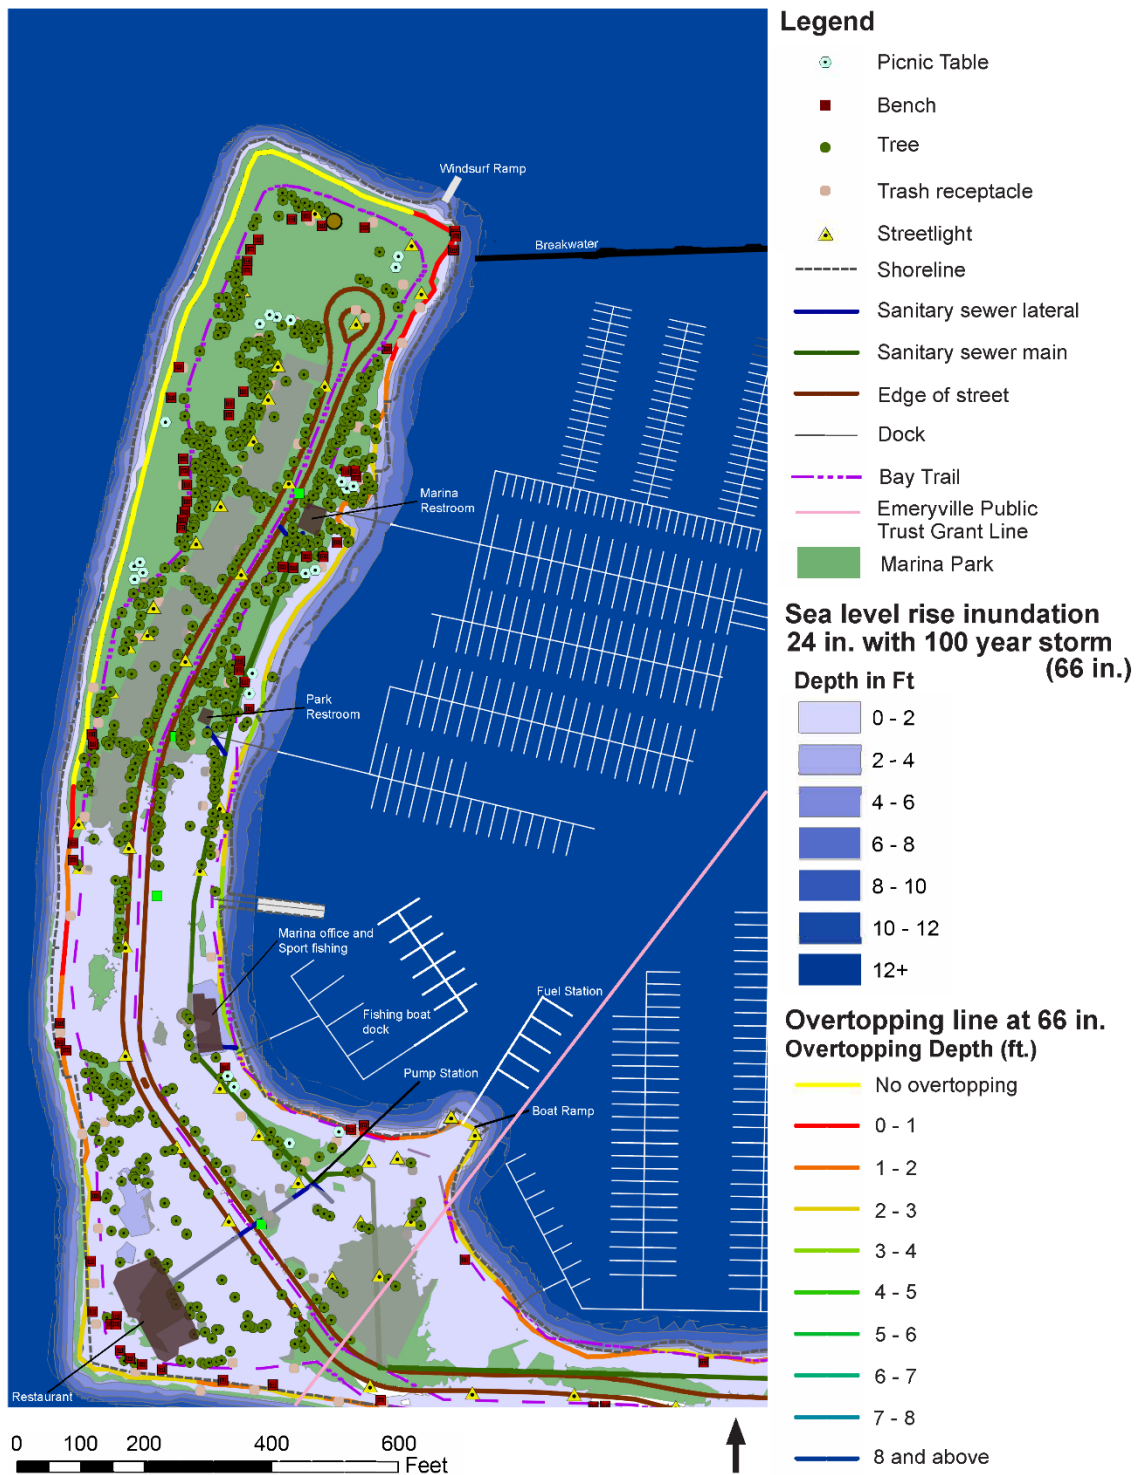 Windsurf Ramp
Breakwater
Marina
Restroom
Park
Restroom
Marina office and
Sport fishing
Fishing boat
dock
Fuel Station
Pump Station
Boat Ramp
Restaurant
0 100 200 400 600
Feet
Legend
Picnic Table
Bench
Tree
Trash receptacle
Streetlight
Shoreline
Sanitary sewer lateral
Sanitary sewer main
Edge of street
Dock
Bay Trail
Emeryville Public
Trust Grant Line
Marina Park
Sea level rise inundation
24 in. with 100 year storm
(66 in.)
Depth in Ft
0 - 2
2 - 4
4 - 6
6 - 8
8 - 10
10 - 12
12+
Overtopping line at 66 in.
Overtopping Depth (ft.)
No overtopping
0 - 1
1 - 2
2 - 3
3 - 4
4 - 5
5 - 6
6 - 7
7 - 8
8 and above